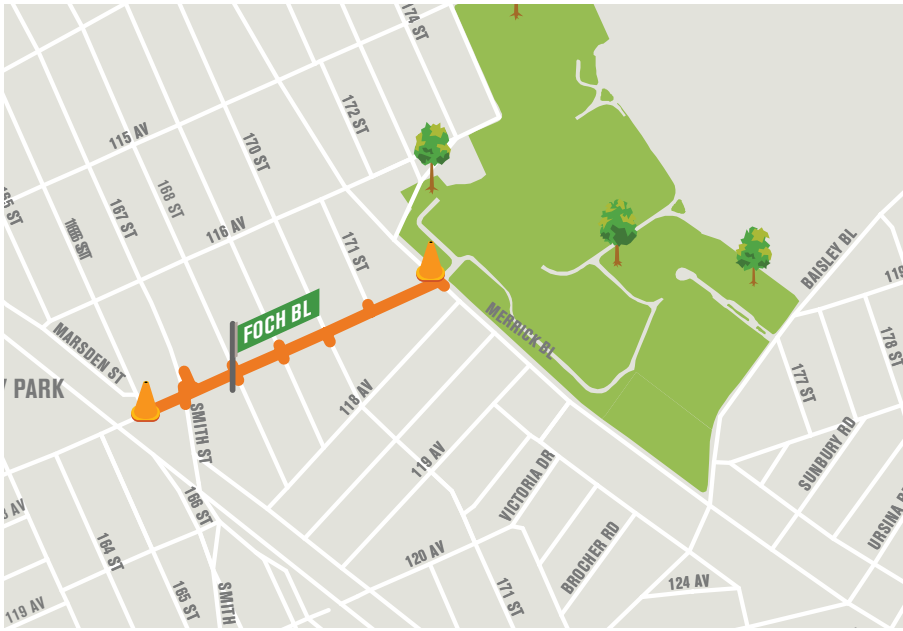 174 ST
172 ST
115 AV
170 ST
168 ST
167 ST
116 AV
171 ST
BAISLEY BL
FOCH BL
MERRICK BL
MARSDEN ST
178 ST
177 ST
PARK
118 AV
SMITH ST
119 AV
SUNBURY RD
VICTORIA DR
166 ST
URSINA
164 ST
120 AV
BROCHER RD
124 AV
165 ST
SMITH
171 ST
119 AV